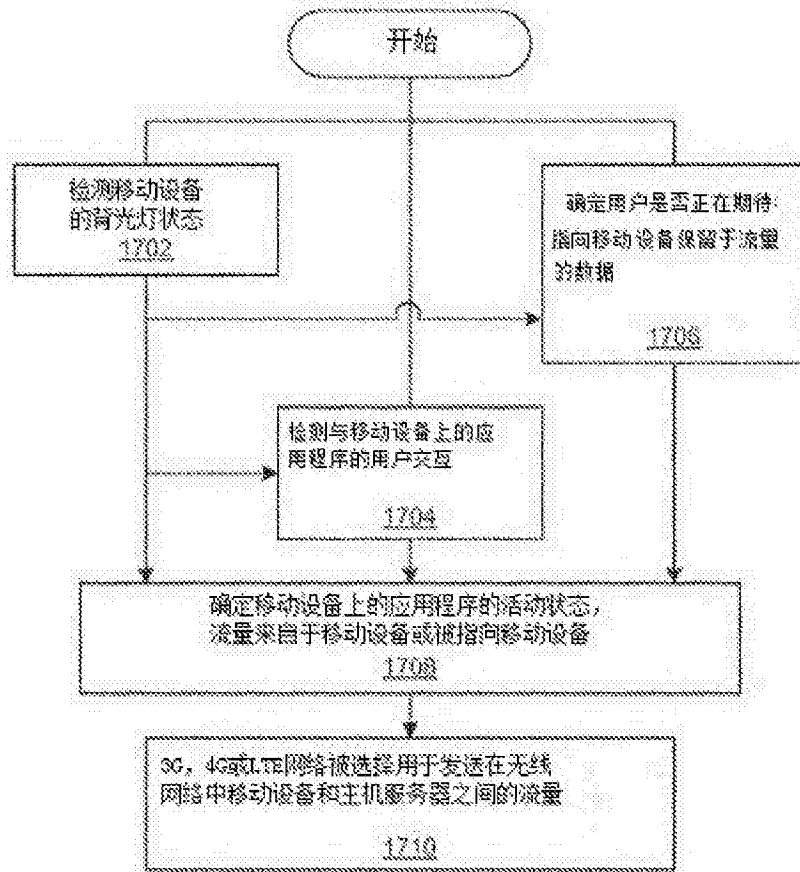 开始
检测移动设备
的背光灯状态
1702
确定用户是否正在期待
指向移动设备保留于流量
的数据
1706
检测与移动设备上的应
用程序的用户交互
1704
确定移动设备上的应用程序的活动状态，
流量来自于移动设备或被指向移动设备
1708
3G，4G或LTE网络被选择用于发送在无线
网络中移动设备和主机服务器之间的流量
1710